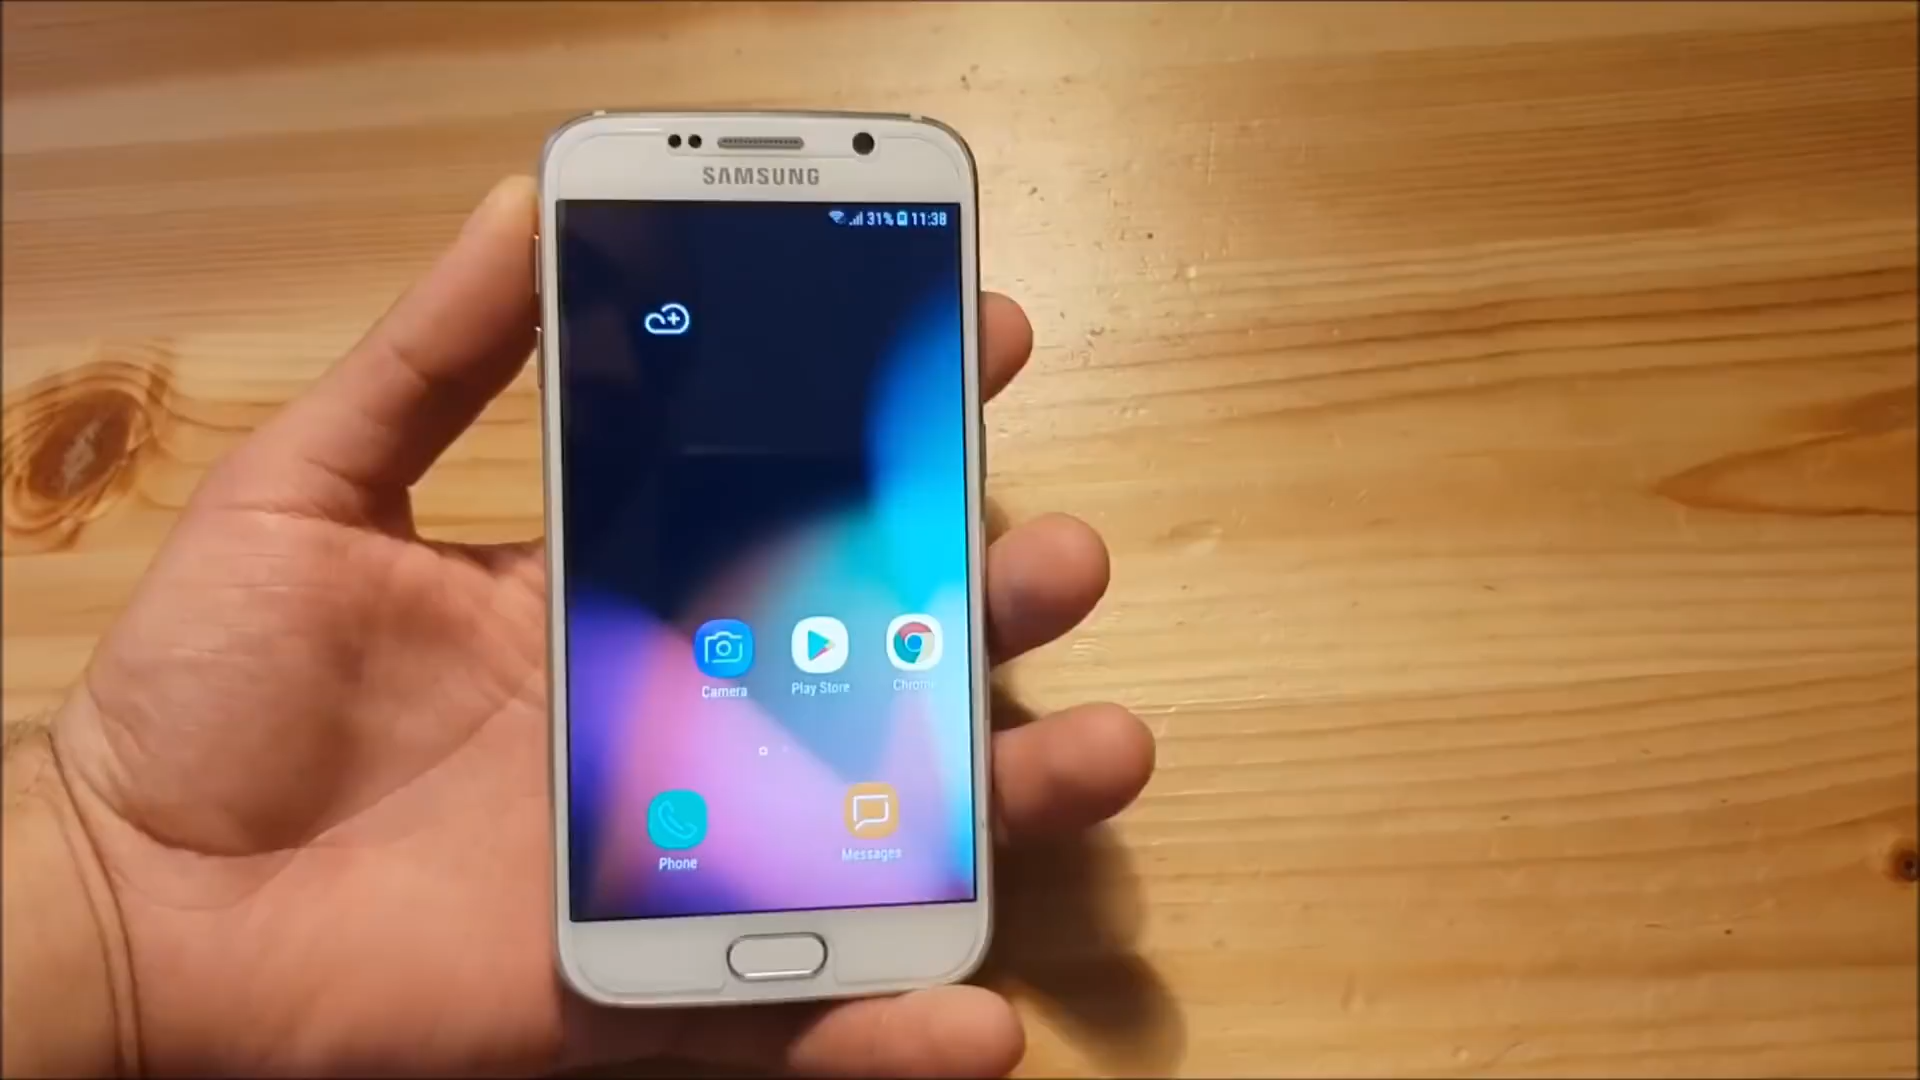 SAMSUNG
31% 11:38
Camera
Play Store
Chrome
Phone
Messages